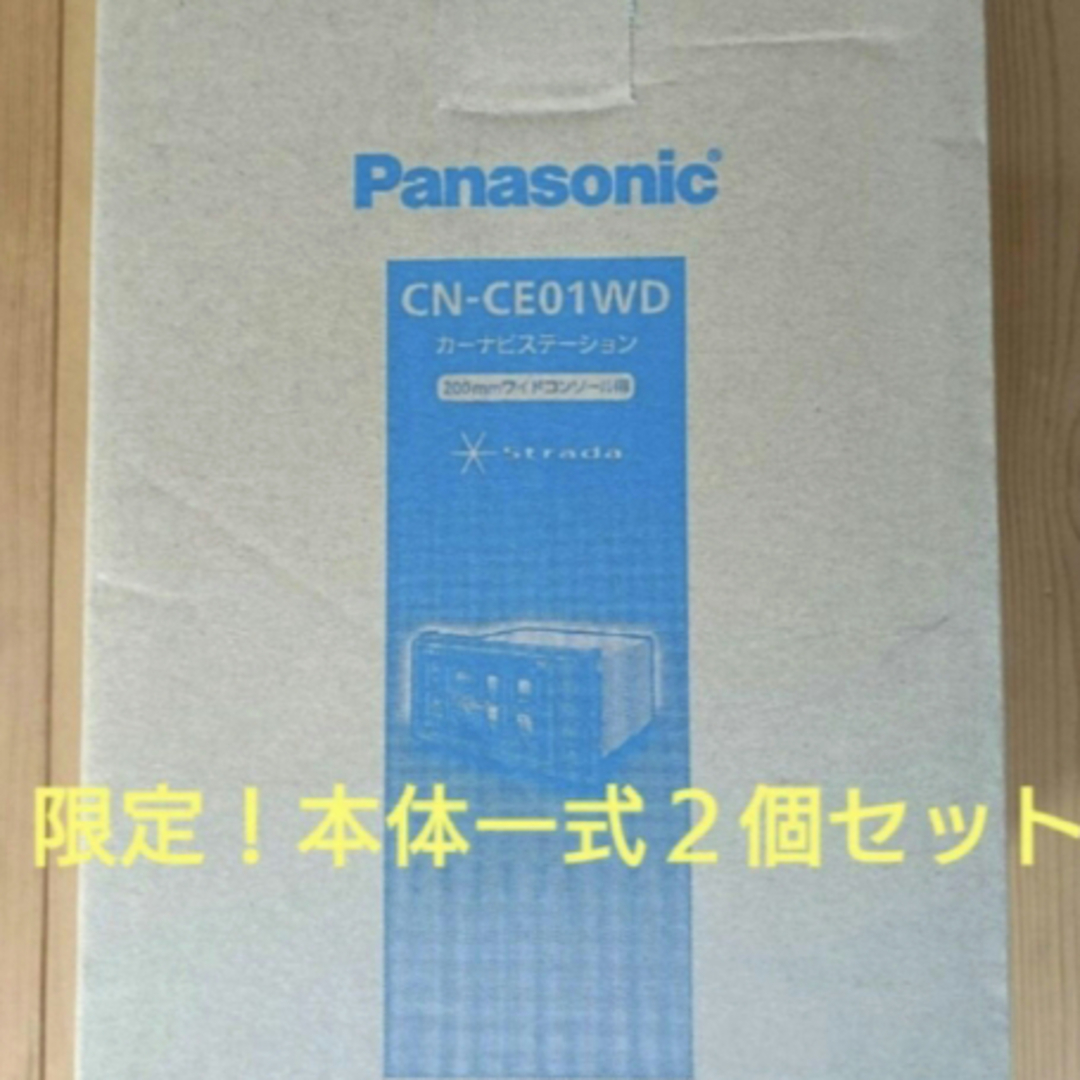 Panasonic
CN-CE01WD
カーナビステーション
200mmワイドコンソール用
Strada
限定！本体一式２個セット